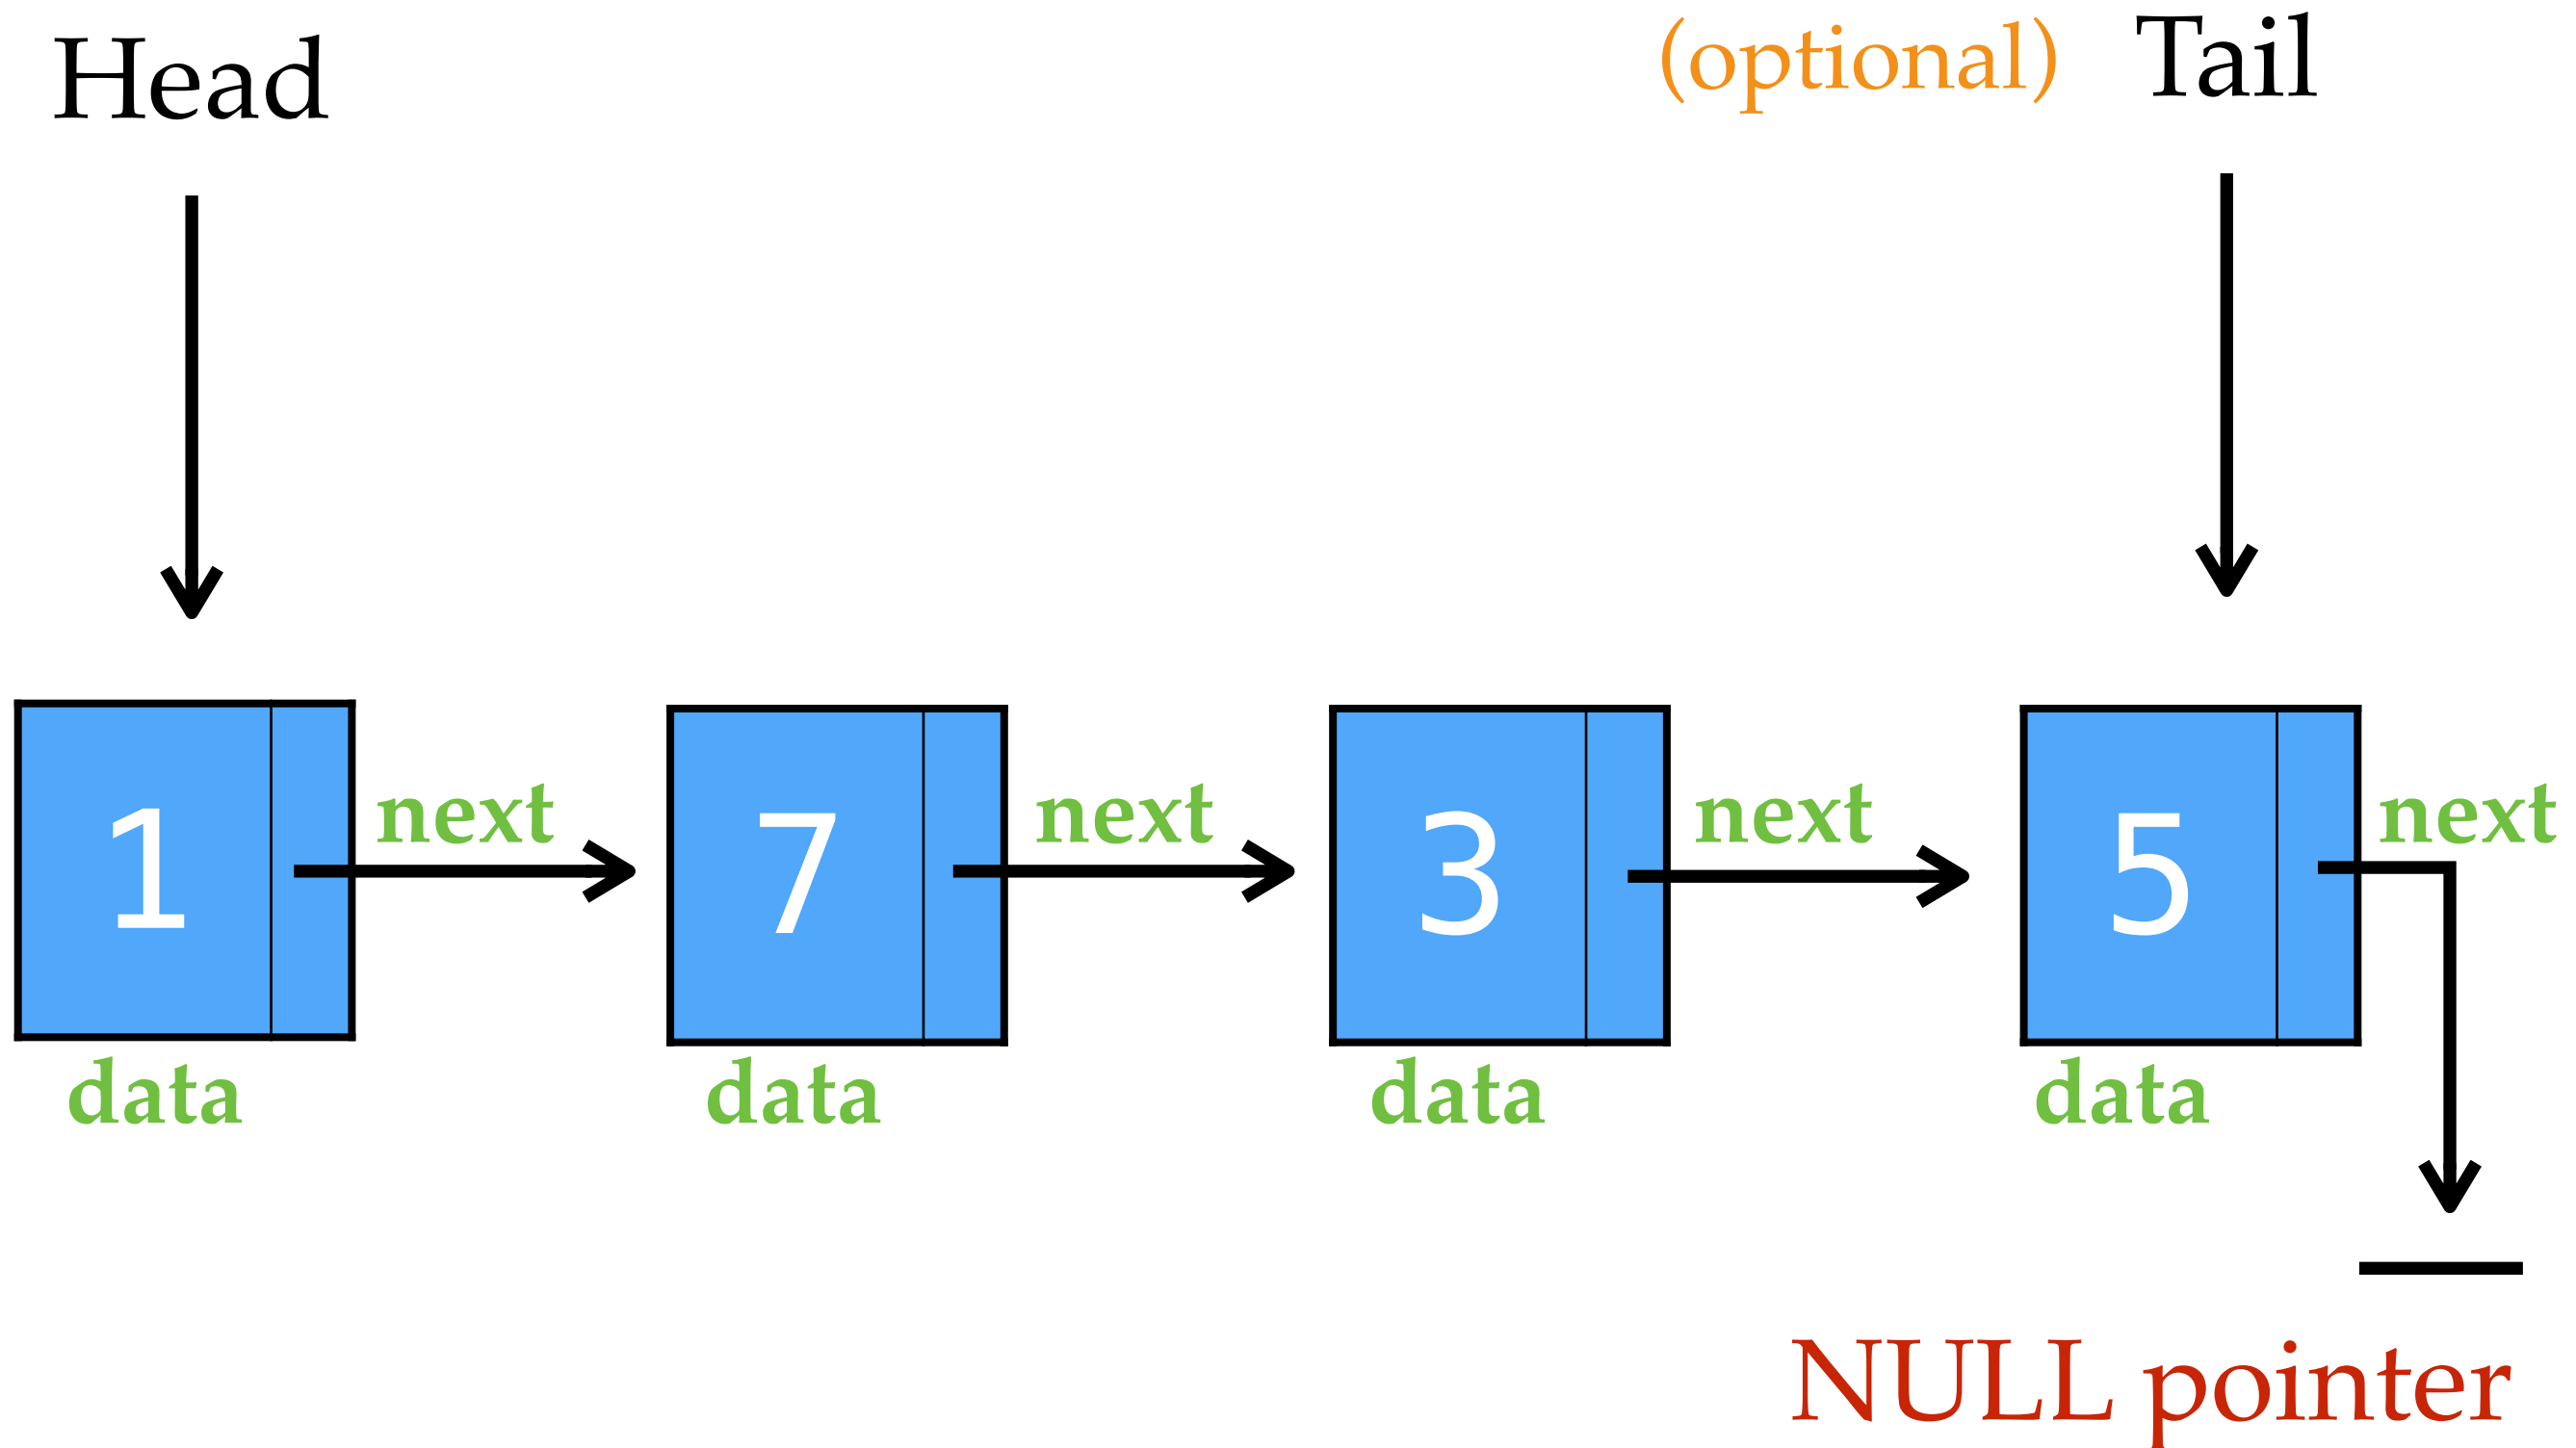 Head
(optional) Tail
1 next 7 next 3 next 5 next
data data data data
NULL pointer